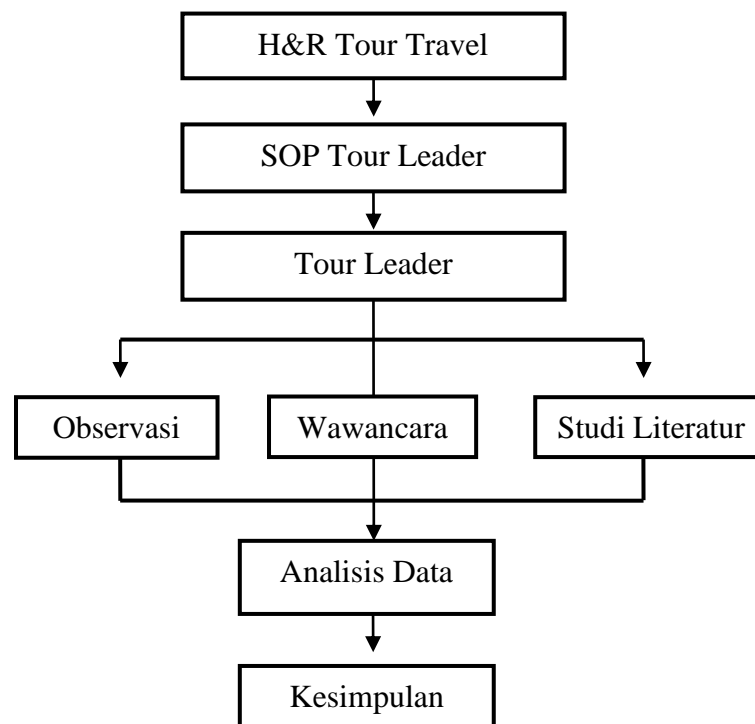 H&R Tour Travel
SOP Tour Leader
Tour Leader
Observasi
Wawancara
Studi Literatur
Analisis Data
Kesimpulan